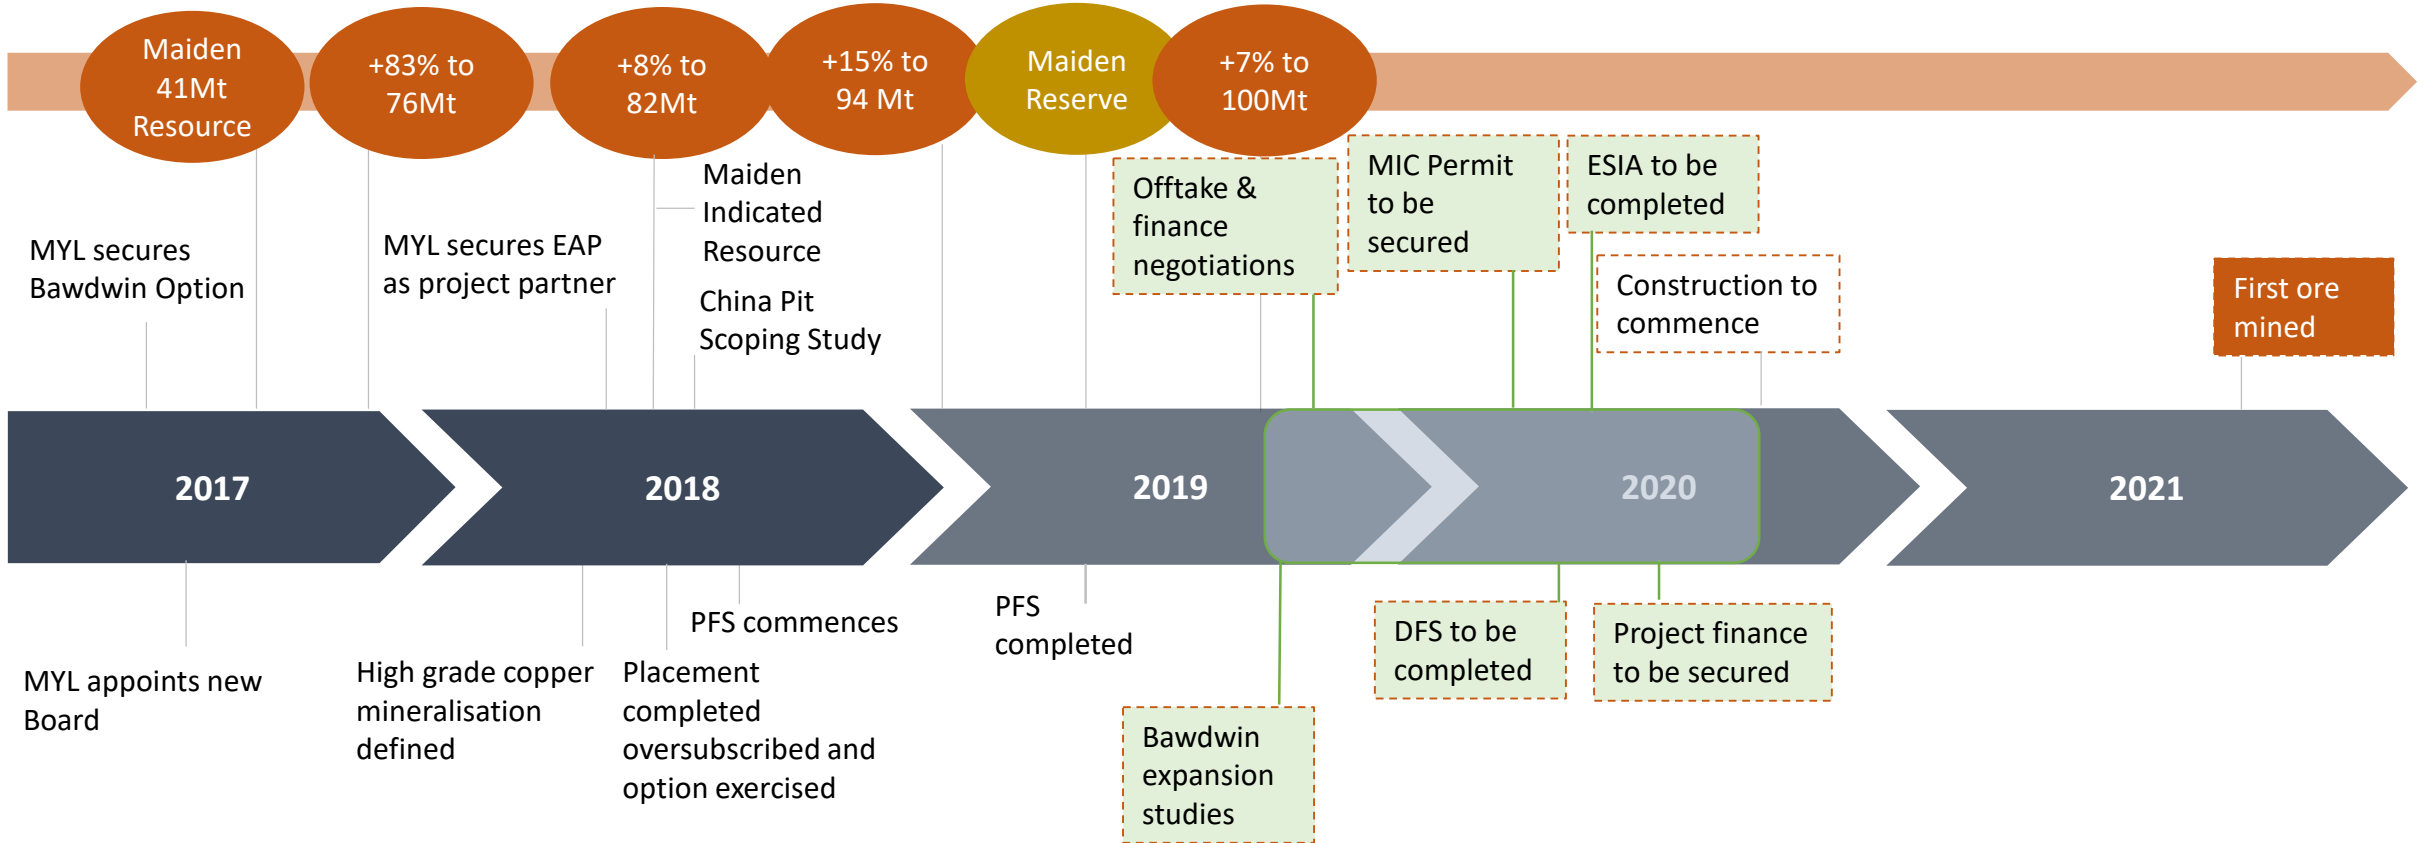 Maiden
41Mt
Resource
+83% to
76Mt
+8% to
82Mt
+15% to
94 Mt
Maiden
Reserve
+7% to
100Mt
MYL secures
Bawdwin Option
MYL secures EAP
as project partner
Maiden
Indicated
Resource
China Pit
Scoping Study
Offtake &
finance
negotiations
MIC Permit
to be
secured
ESIA to be
completed
Construction to
commence
First ore
mined
2017
2018
2019
2020
2021
MYL appoints new
Board
High grade copper
mineralisation
defined
Placement
completed
oversubscribed and
option exercised
PFS commences
PFS
completed
Bawdwin
expansion
studies
DFS to be
completed
Project finance
to be secured